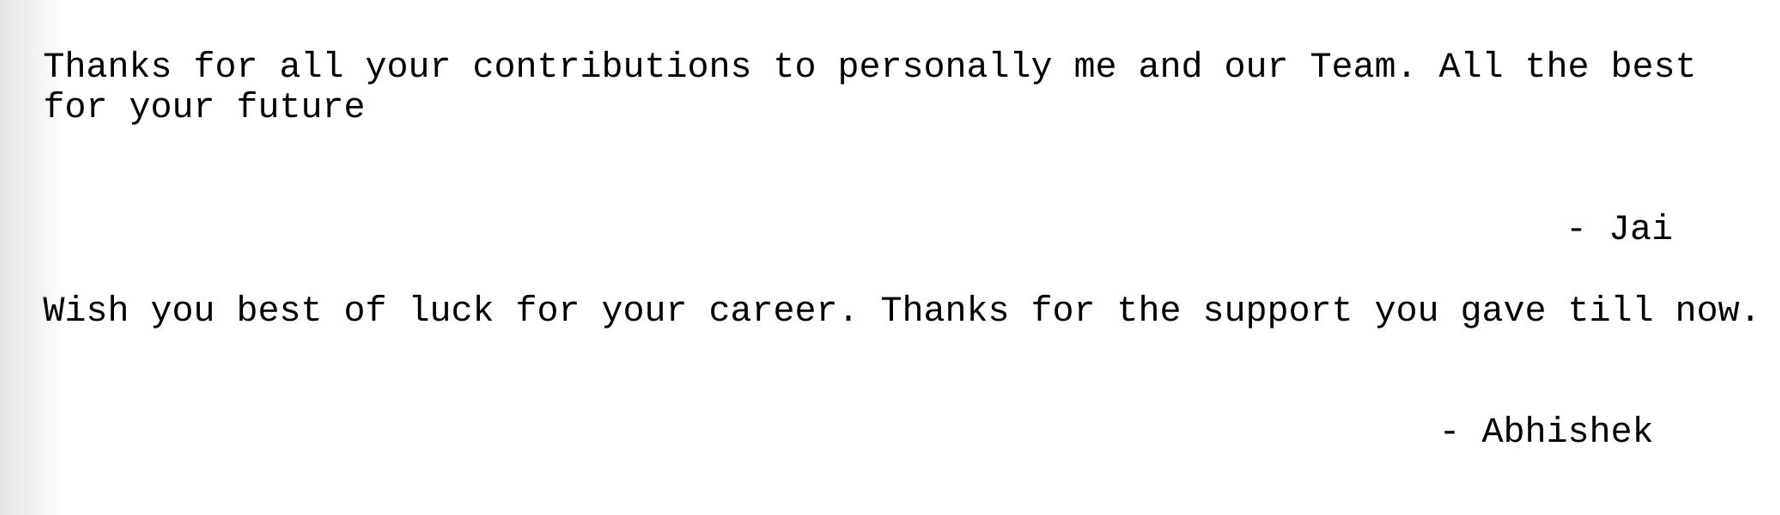 Thanks for all your contributions to personally me and our Team. All the best
for your future
- Jai
Wish you best of luck for your career. Thanks for the support you gave till now.
- Abhishek